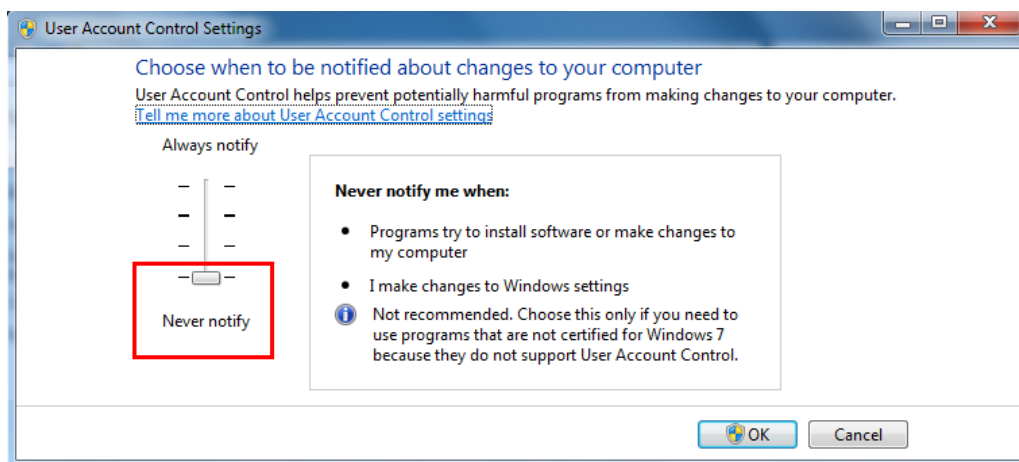 User Account Control Settings
Choose when to be notified about changes to your computer
User Account Control helps prevent potentially harmful programs from making changes to your computer.
Tell me more about User Account Control settings
Always notify
Never notify me when:
Programs try to install software or make changes to
my computer
I make changes to Windows settings
Never notify
Not recommended. Choose this only if you need to
use programs that are not certified for Windows 7
because they do not support User Account Control.
OK
Cancel